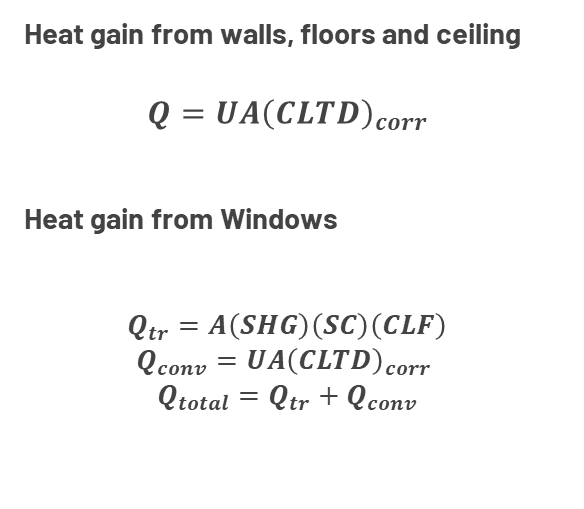 Heat gain from walls, floors and ceiling
Q = UA(CLTD)corr
Heat gain from Windows
Qtr = A(SHG)(SC)(CLF)
Qconv = UA(CLTD)corr
Qtotal = Qtr + Qconv